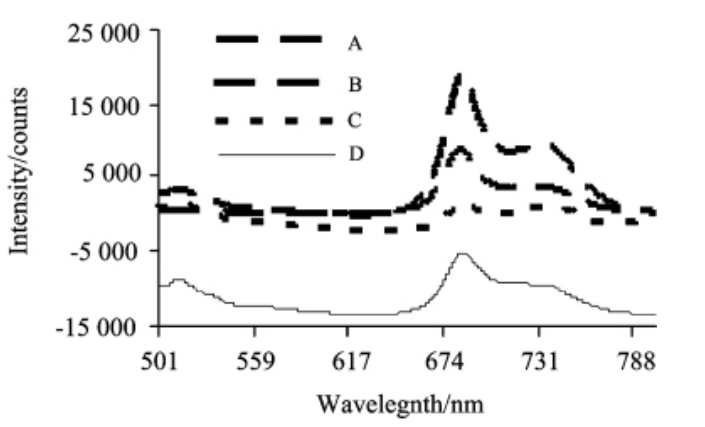 25 000
A
B
15 000
C
D
5 000
-5 000
-15 000
501 559 617 674 731 788
Wavelegnth/nm
Intensity/counts